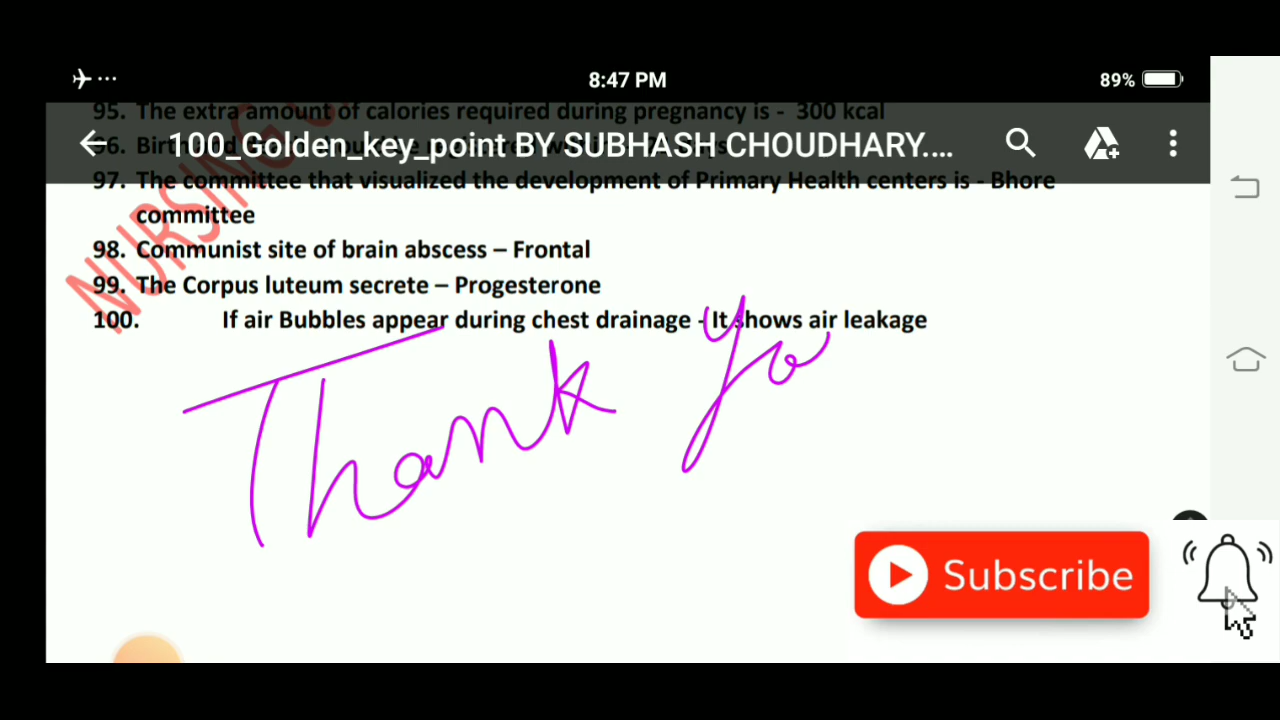 8:47 PM
89%
95. The extra amount of calories required during pregnancy is - 300 kcal
100_Golden_key_point BY SUBHASH CHOUDHARY....
96.
97. The committee that visualized the development of Primary Health centers is - Bhore
committee
98. Communist site of brain abscess – Frontal
99. The Corpus luteum secrete – Progesterone
100. If air Bubbles appear during chest drainage - It shows air leakage
NURSING
Thank Yo
Subscribe